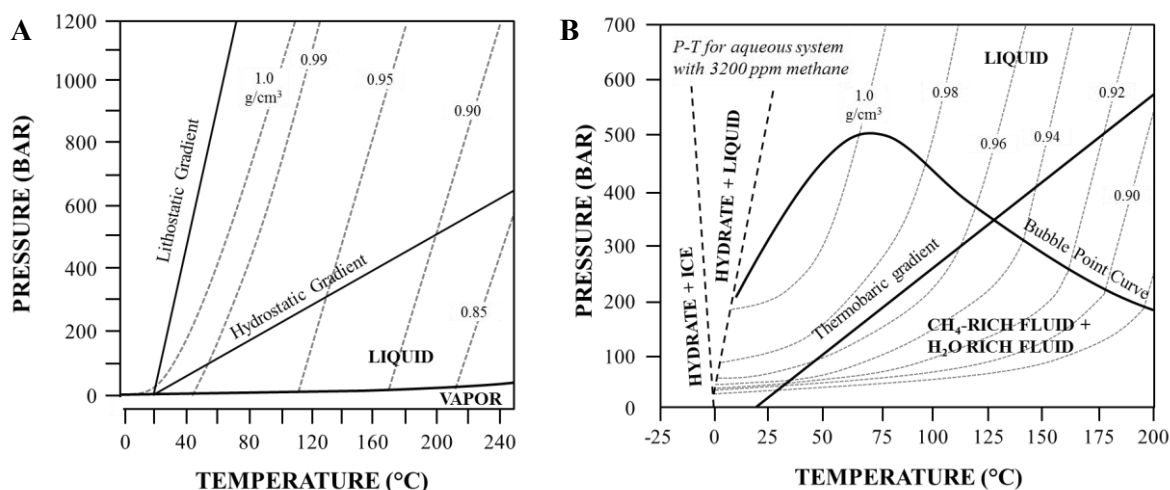 A
PRESSURE (BAR)
1200
1000
800
600
400
200
0
0
40
80
120
160
200
240
TEMPERATURE (°C)
Lithostatic Gradient
1.0
g/cm³
0.99
0.95
0.90
0.85
Hydrostatic Gradient
LIQUID
VAPOR
B
PRESSURE (BAR)
700
600
500
400
300
200
100
0
-25
0
25
50
75
100
125
150
175
200
TEMPERATURE (°C)
P-T for aqueous system
with 3200 ppm methane
LIQUID
HYDRATE + ICE
HYDRATE + LIQUID
1.0
g/cm³
0.98
0.96
0.94
0.92
0.90
Thermobaric gradient
Bubble Point Curve
CH₄-RICH FLUID +
H₂O RICH FLUID